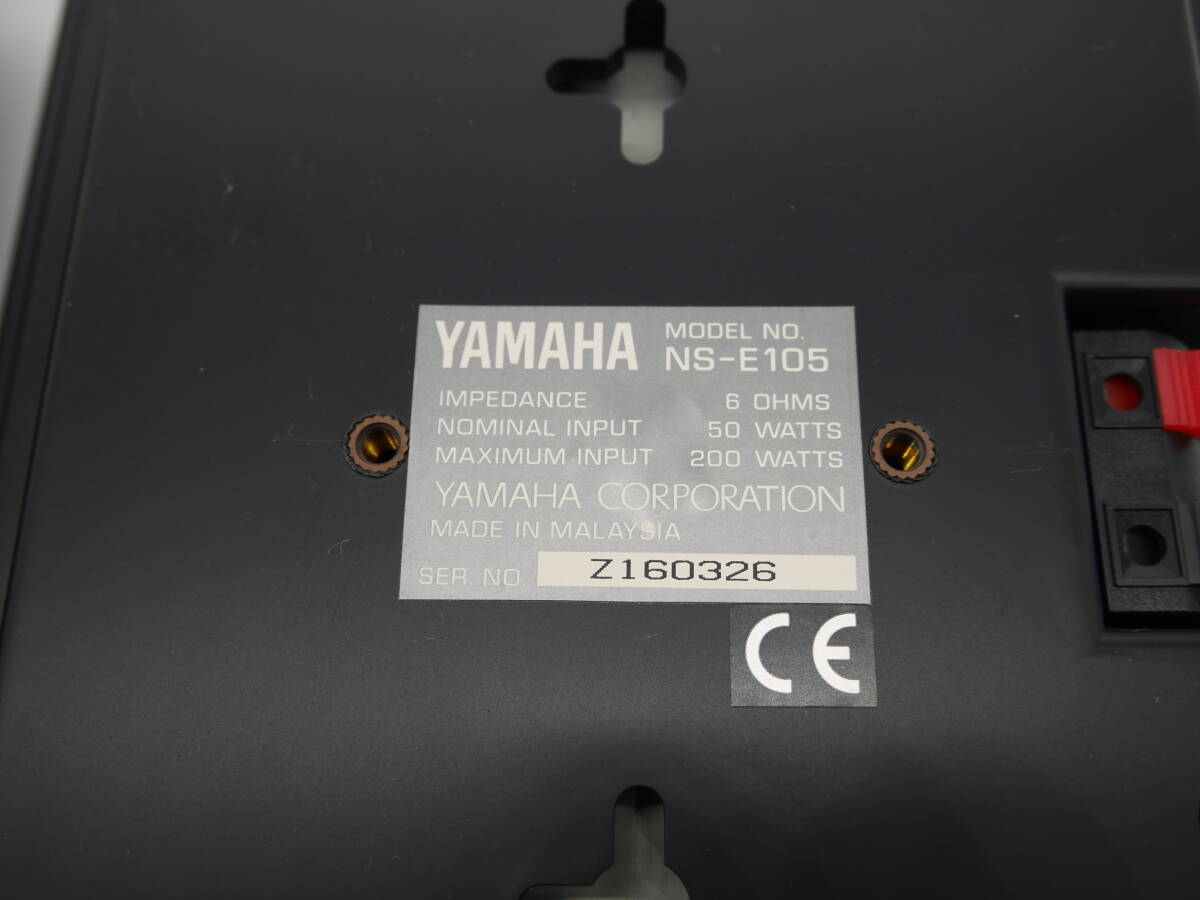 YAMAHA MODEL NO.
NS-E105
IMPEDANCE 6 OHMS
NOMINAL INPUT 50 WATTS
MAXIMUM INPUT 200 WATTS
YAMAHA CORPORATION
MADE IN MALAYSIA
SER. NO. Z160326
CE